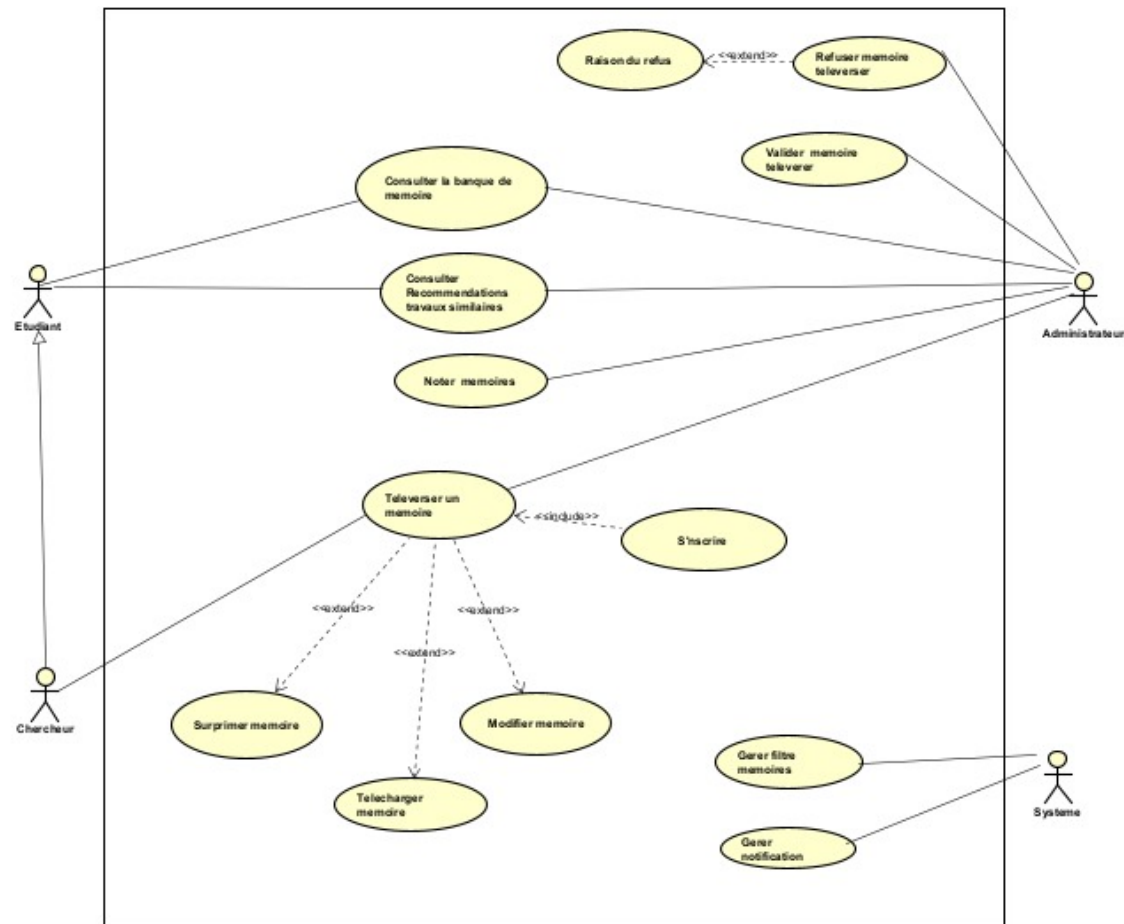 Raison du refus
<<extend>>
Refuser memoire
televerser
Valider memoire
televerer
Consulter la banque de
memoire
Consulter
Recommendations
travaux similaires
Etudiant
Administrateur
Noter memoires
Televerser un
memoire
<<include>>
S'nscrire
<<extend>>
<<extend>>
<<extend>>
Surprimer memoire
Modifier memoire
Chercheur
Telecharger
memoire
Gerer filtre
memoires
Systeme
Gerer
notification